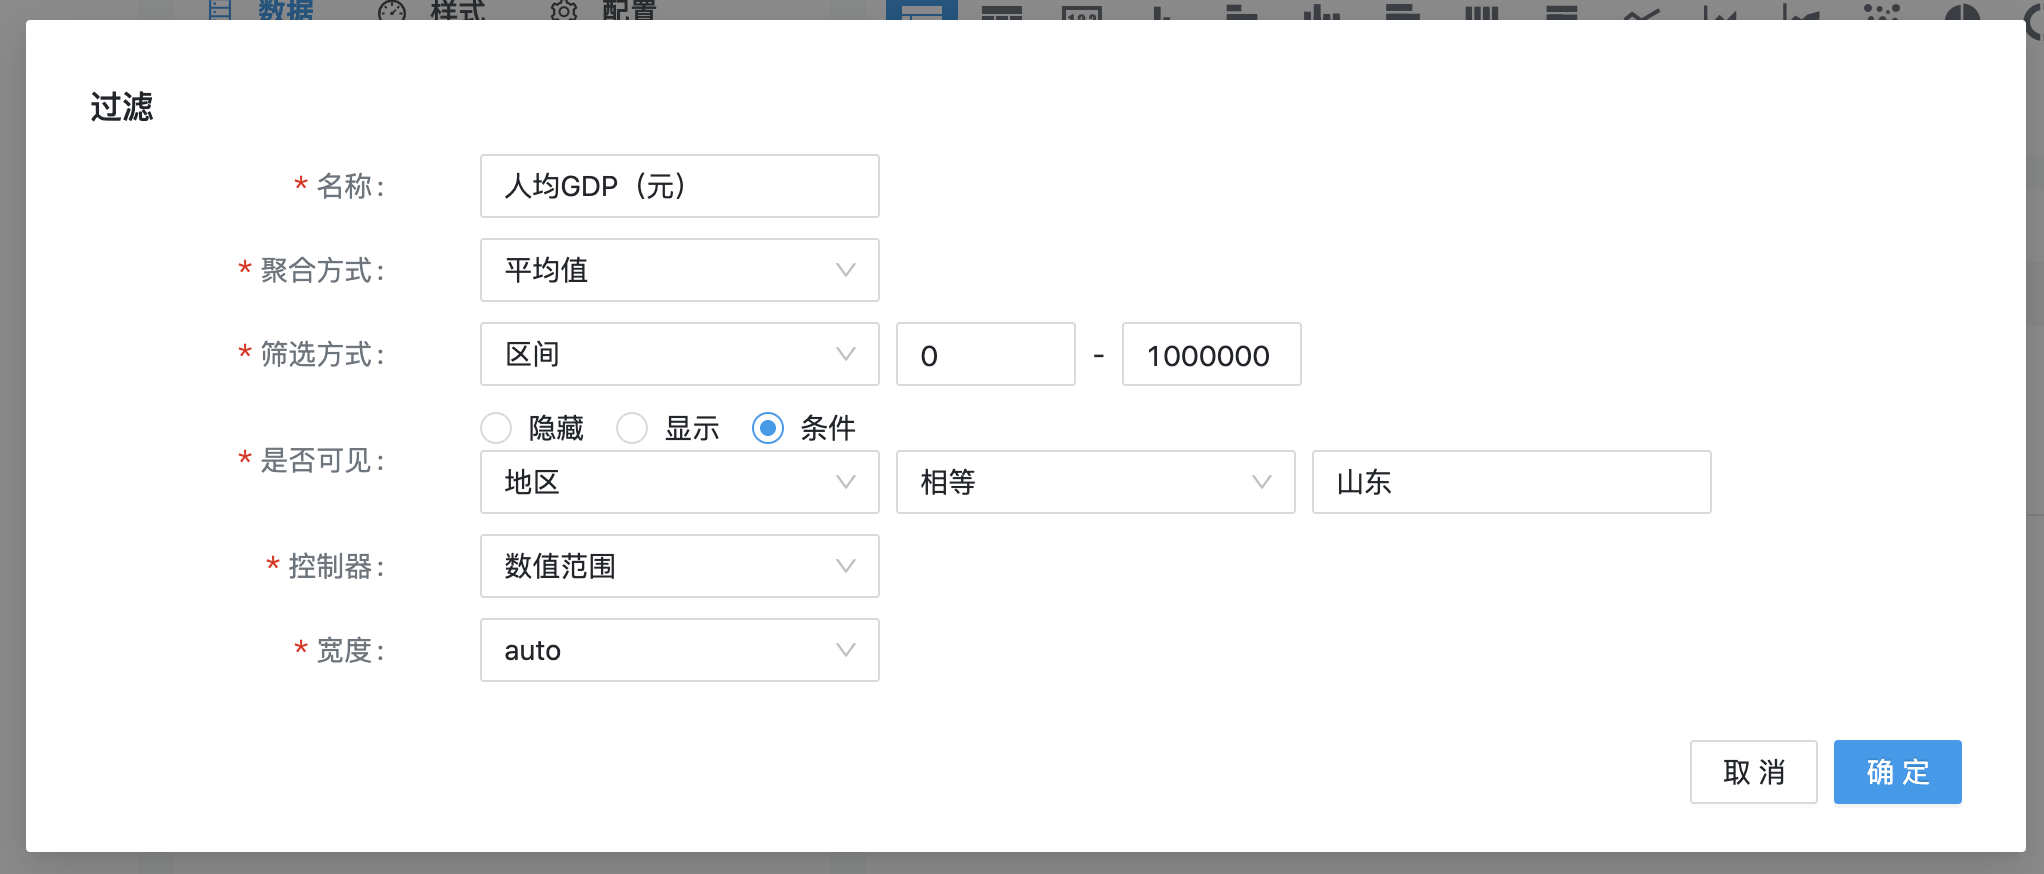 数据 样式 配置
过滤
* 名称: 人均GDP（元）
* 聚合方式: 平均值
* 筛选方式: 区间 0 - 1000000
隐藏 显示 条件
* 是否可见:
地区 相等 山东
* 控制器: 数值范围
* 宽度: auto
取 消 确 定